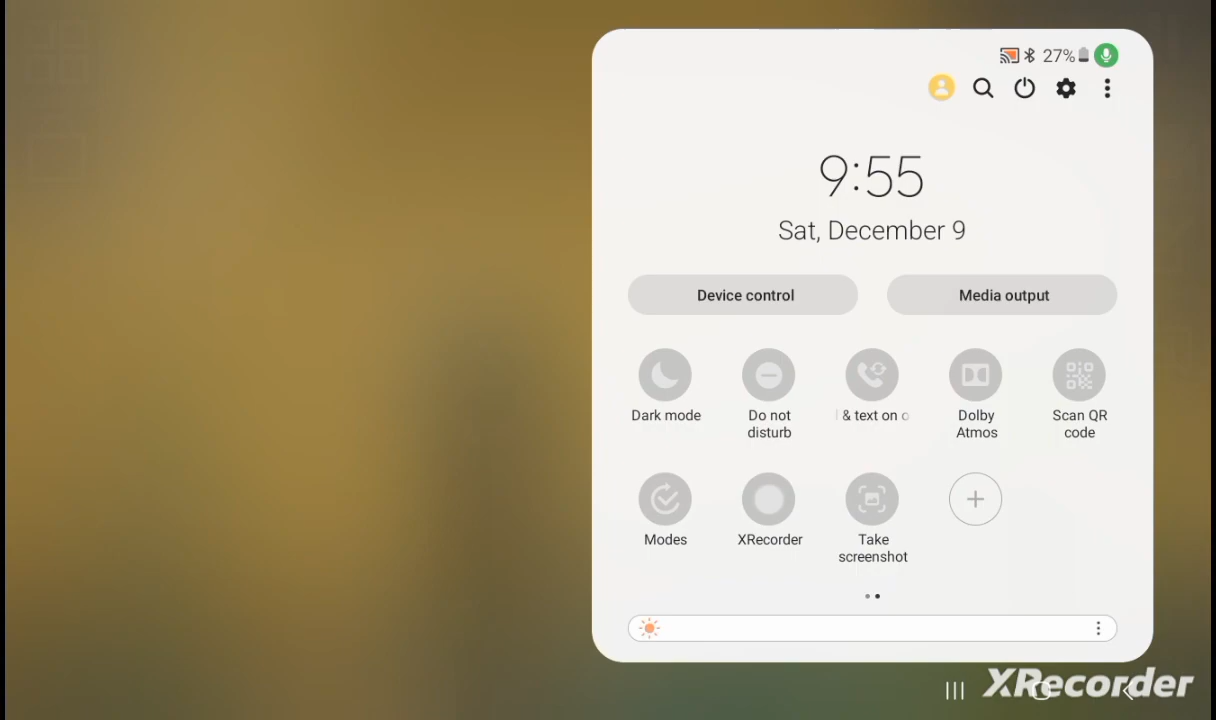 27%
9:55
Sat, December 9
Device control
Media output
Dark mode
Do not
disturb
& text on
Dolby
Atmos
Scan QR
code
Modes
XRecorder
Take
screenshot
XRecorder